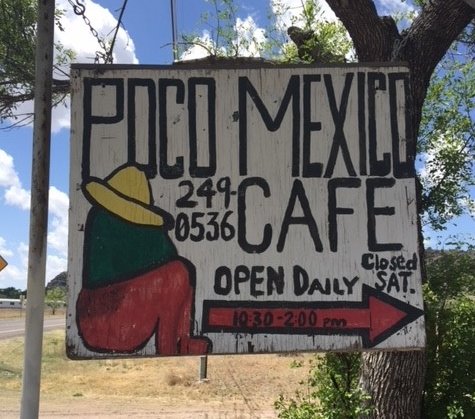 POCO MEXICO
249-
0536
CAFE
OPEN DAILY
Closed
SAT.
10:30-2:00 PM